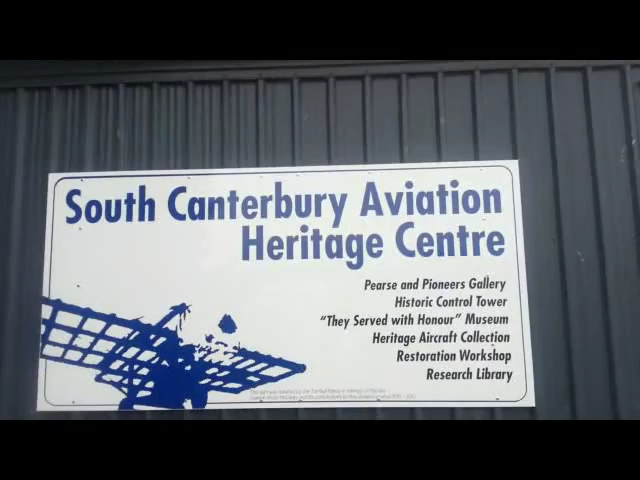 South Canterbury Aviation
Heritage Centre
Pearse and Pioneers Gallery
Historic Control Tower
"They Served with Honour" Museum
Heritage Aircraft Collection
Restoration Workshop
Research Library